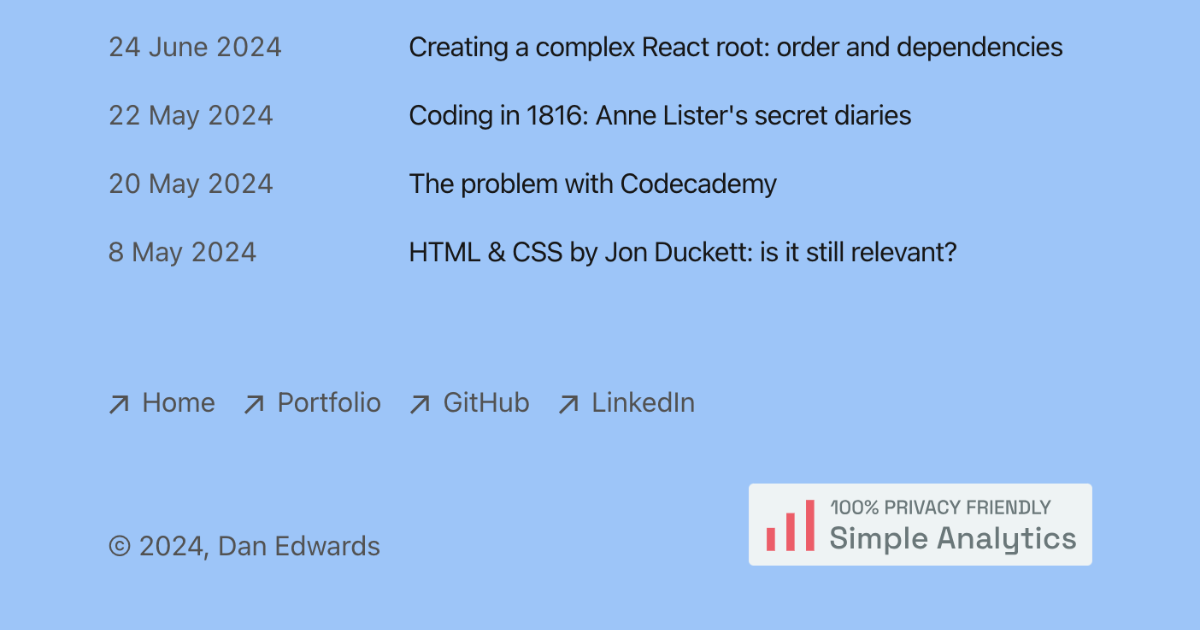 24 June 2024 Creating a complex React root: order and dependencies
22 May 2024 Coding in 1816: Anne Lister's secret diaries
20 May 2024 The problem with Codecademy
8 May 2024 HTML & CSS by Jon Duckett: is it still relevant?
↗ Home ↗ Portfolio ↗ GitHub ↗ LinkedIn
100% PRIVACY FRIENDLY
Simple Analytics
© 2024, Dan Edwards